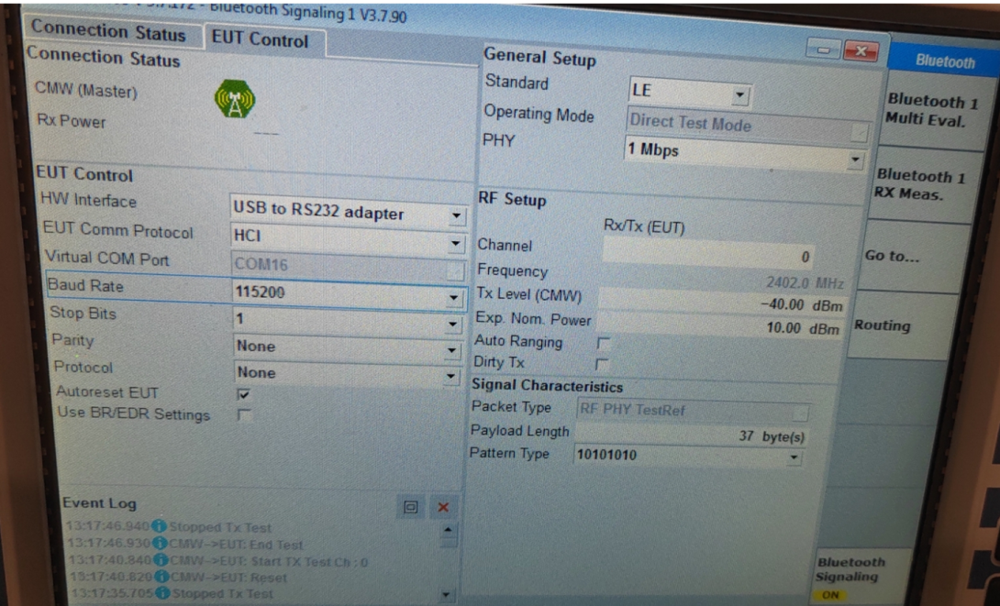 Bluetooth Signaling 1 V3.7.90
Connection Status
EUT Control
Connection Status
CMW (Master)
Rx Power
---
EUT Control
HW Interface
USB to RS232 adapter
EUT Comm Protocol
HCI
Virtual COM Port
COM16
Baud Rate
115200
Stop Bits
1
Parity
None
Protocol
None
Autoreset EUT
Use BR/EDR Settings
Event Log
13:17:46.940 Stopped Tx Test
13:17:46.930 CMW->EUT: End Test
13:17:40.840 CMW->EUT: Start TX Test Ch : 0
13:17:40.820 CMW->EUT: Reset
13:17:35.705 Stopped Tx Test
General Setup
Standard
LE
Operating Mode
Direct Test Mode
PHY
1 Mbps
RF Setup
Rx/Tx (EUT)
Channel
0
Frequency
2402.0 MHz
Tx Level (CMW)
-40.00 dBm
Exp. Nom. Power
10.00 dBm
Auto Ranging
Dirty Tx
Signal Characteristics
Packet Type
RF PHY TestRef
Payload Length
37 byte(s)
Pattern Type
10101010
Bluetooth
Bluetooth 1
Multi Eval.
Bluetooth 1
RX Meas.
Go to...
Routing
Bluetooth
Signaling
ON